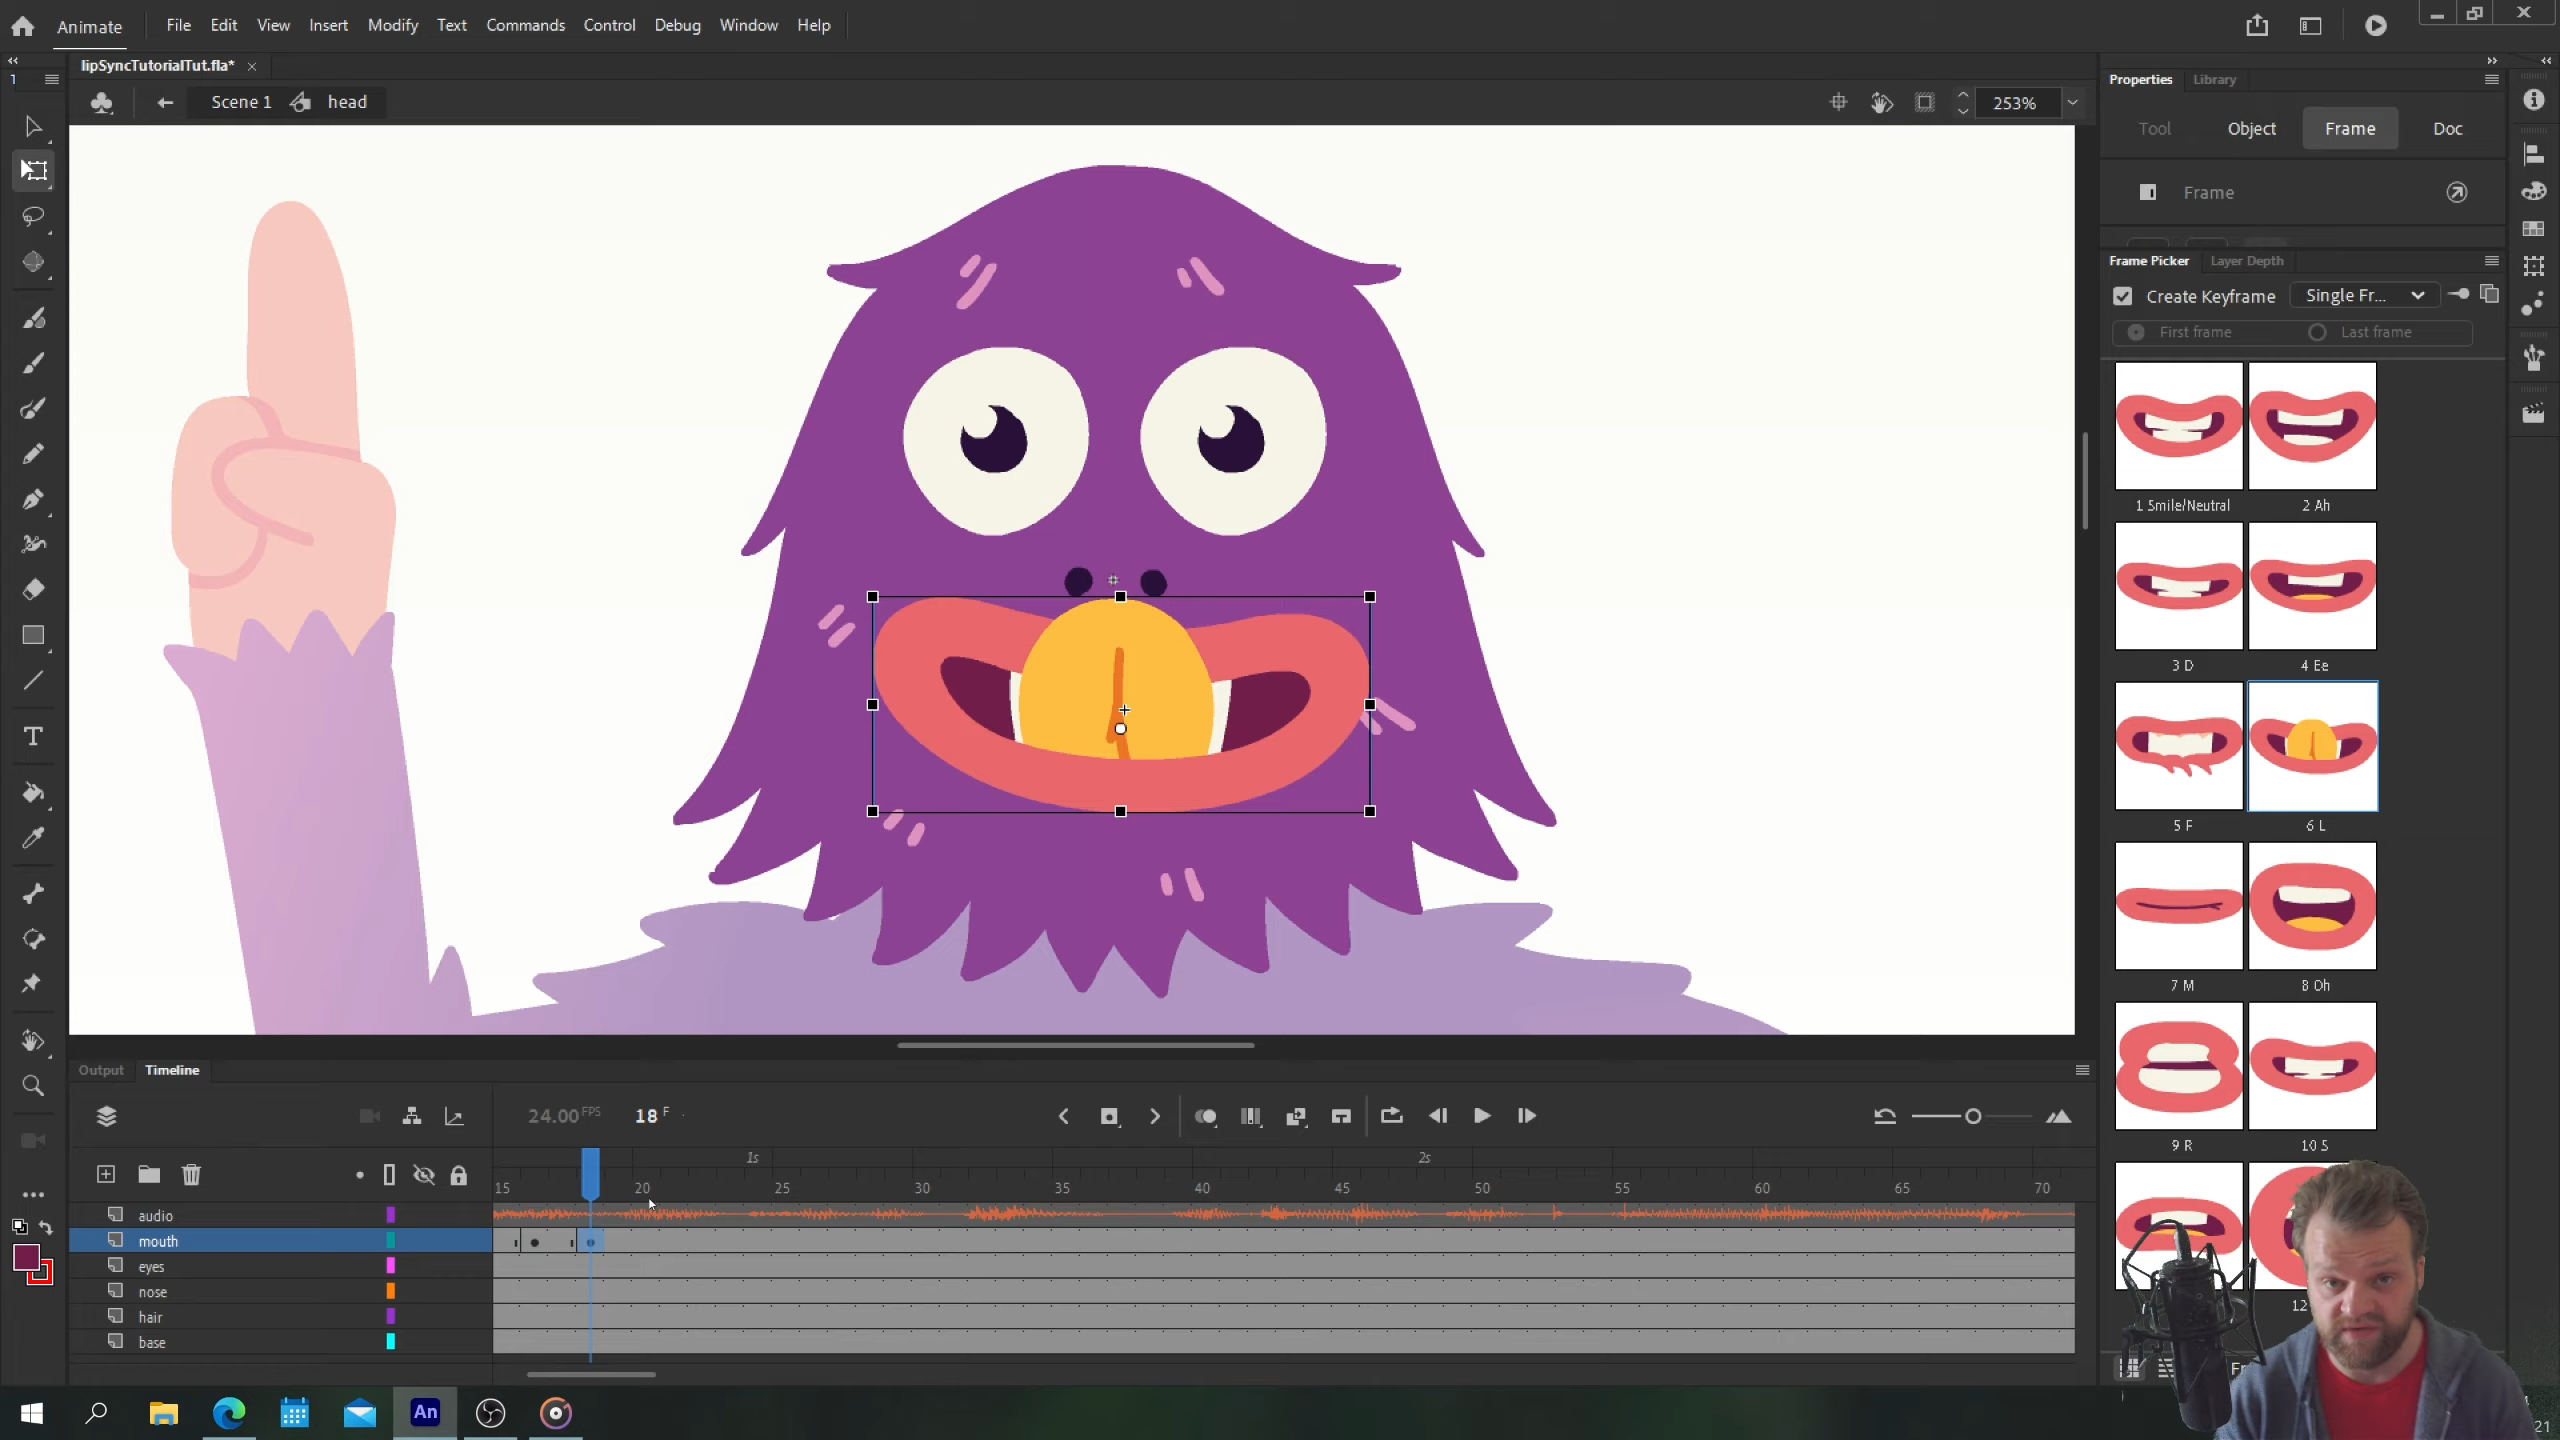 Animate File Edit View Insert Modify Text Commands Control Debug Window Help
lipSyncTutorialTut.fla*
1
Scene 1 head 253%
Properties Library
Tool Object Frame Doc
Frame
Frame Picker Layer Depth
Create Keyframe Single Fr...
First frame Last frame
1 Smile/Neutral 2 Ah
3 D 4 Ee
5 F 6 L
7 M 8 Oh
9 R 10 S
12
Output Timeline
24.00 FPS 18 F
1s 2s
15 20 25 30 35 40 45 50 55 60 65 70
audio
mouth
eyes
nose
hair
base
An
21